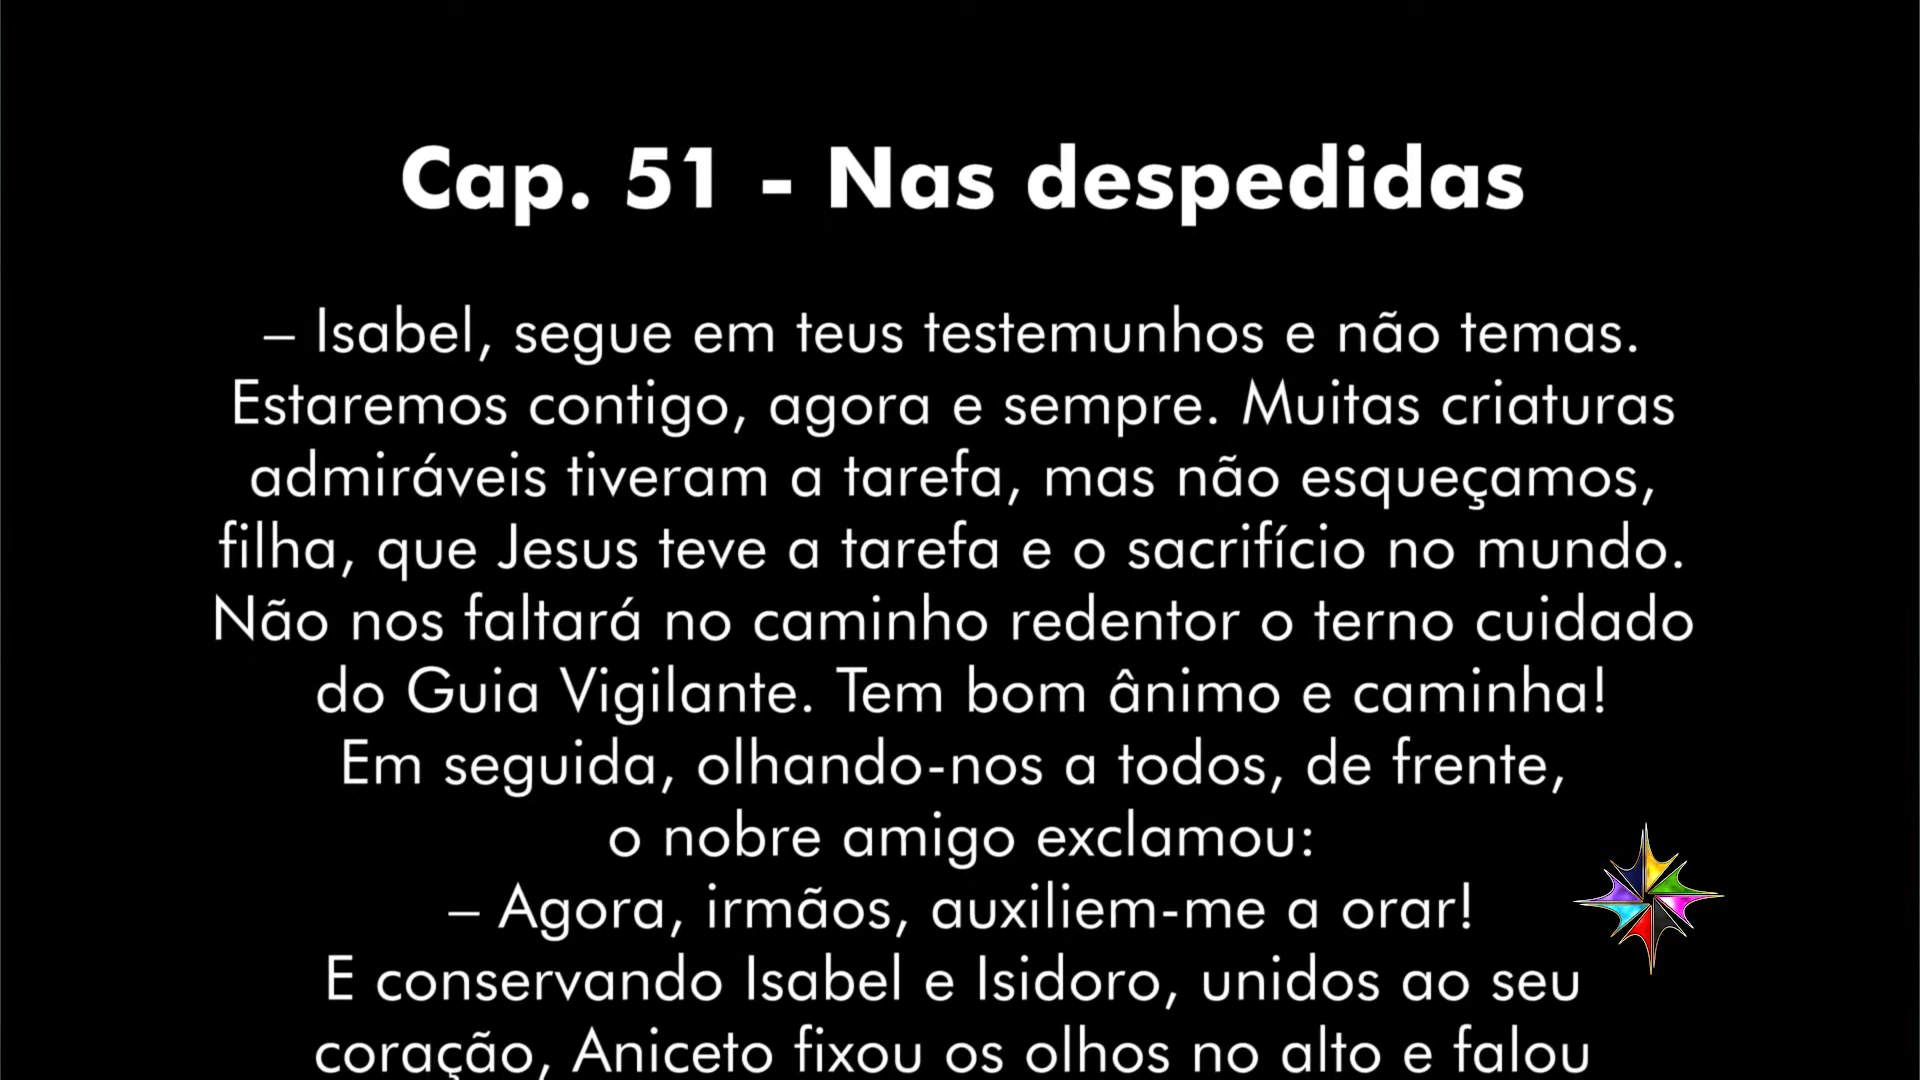 Cap. 51 - Nas despedidas
– Isabel, segue em teus testemunhos e não temas.
Estaremos contigo, agora e sempre. Muitas criaturas
admiráveis tiveram a tarefa, mas não esqueçamos,
filha, que Jesus teve a tarefa e o sacrifício no mundo.
Não nos faltará no caminho redentor o terno cuidado
do Guia Vigilante. Tem bom ânimo e caminha!
Em seguida, olhando-nos a todos, de frente,
o nobre amigo exclamou:
– Agora, irmãos, auxiliem-me a orar!
E conservando Isabel e Isidoro, unidos ao seu
coração, Aniceto fixou os olhos no alto e falou